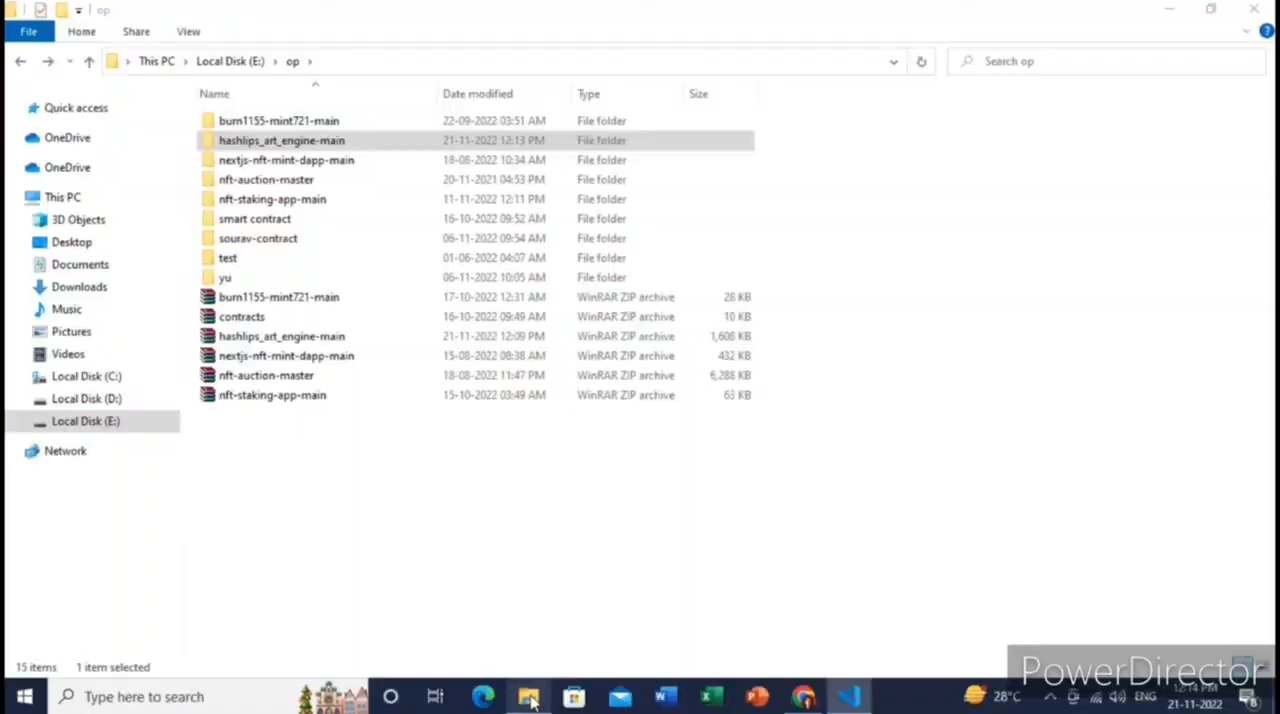 op
File Home Share View
This PC Local Disk (E:) op Search op
Name Date modified Type Size
Quick access
OneDrive
OneDrive
This PC
3D Objects
Desktop
Documents
Downloads
Music
Pictures
Videos
Local Disk (C:)
Local Disk (D:)
Local Disk (E:)
Network
burn1155-mint721-main 22-09-2022 03:51 AM File folder
hashlips_art_engine-main 21-11-2022 12:13 PM File folder
nextjs-nft-mint-dapp-main 18-08-2022 10:34 AM File folder
nft-auction-master 20-11-2021 04:53 PM File folder
nft-staking-app-main 11-11-2022 12:11 PM File folder
smart contract 16-10-2022 09:52 AM File folder
sourav-contract 06-11-2022 09:54 AM File folder
test 01-06-2022 04:07 AM File folder
yu 06-11-2022 10:05 AM File folder
burn1155-mint721-main 17-10-2022 12:31 AM WinRAR ZIP archive 28 KB
contracts 16-10-2022 09:49 AM WinRAR ZIP archive 10 KB
hashlips_art_engine-main 21-11-2022 12:09 PM WinRAR ZIP archive 1,608 KB
nextjs-nft-mint-dapp-main 15-08-2022 08:38 AM WinRAR ZIP archive 432 KB
nft-auction-master 18-08-2022 11:47 PM WinRAR ZIP archive 6,288 KB
nft-staking-app-main 15-10-2022 03:49 AM WinRAR ZIP archive 63 KB
15 items 1 item selected
PowerDirector
Type here to search 28°C ENG 12:14 PM
21-11-2022